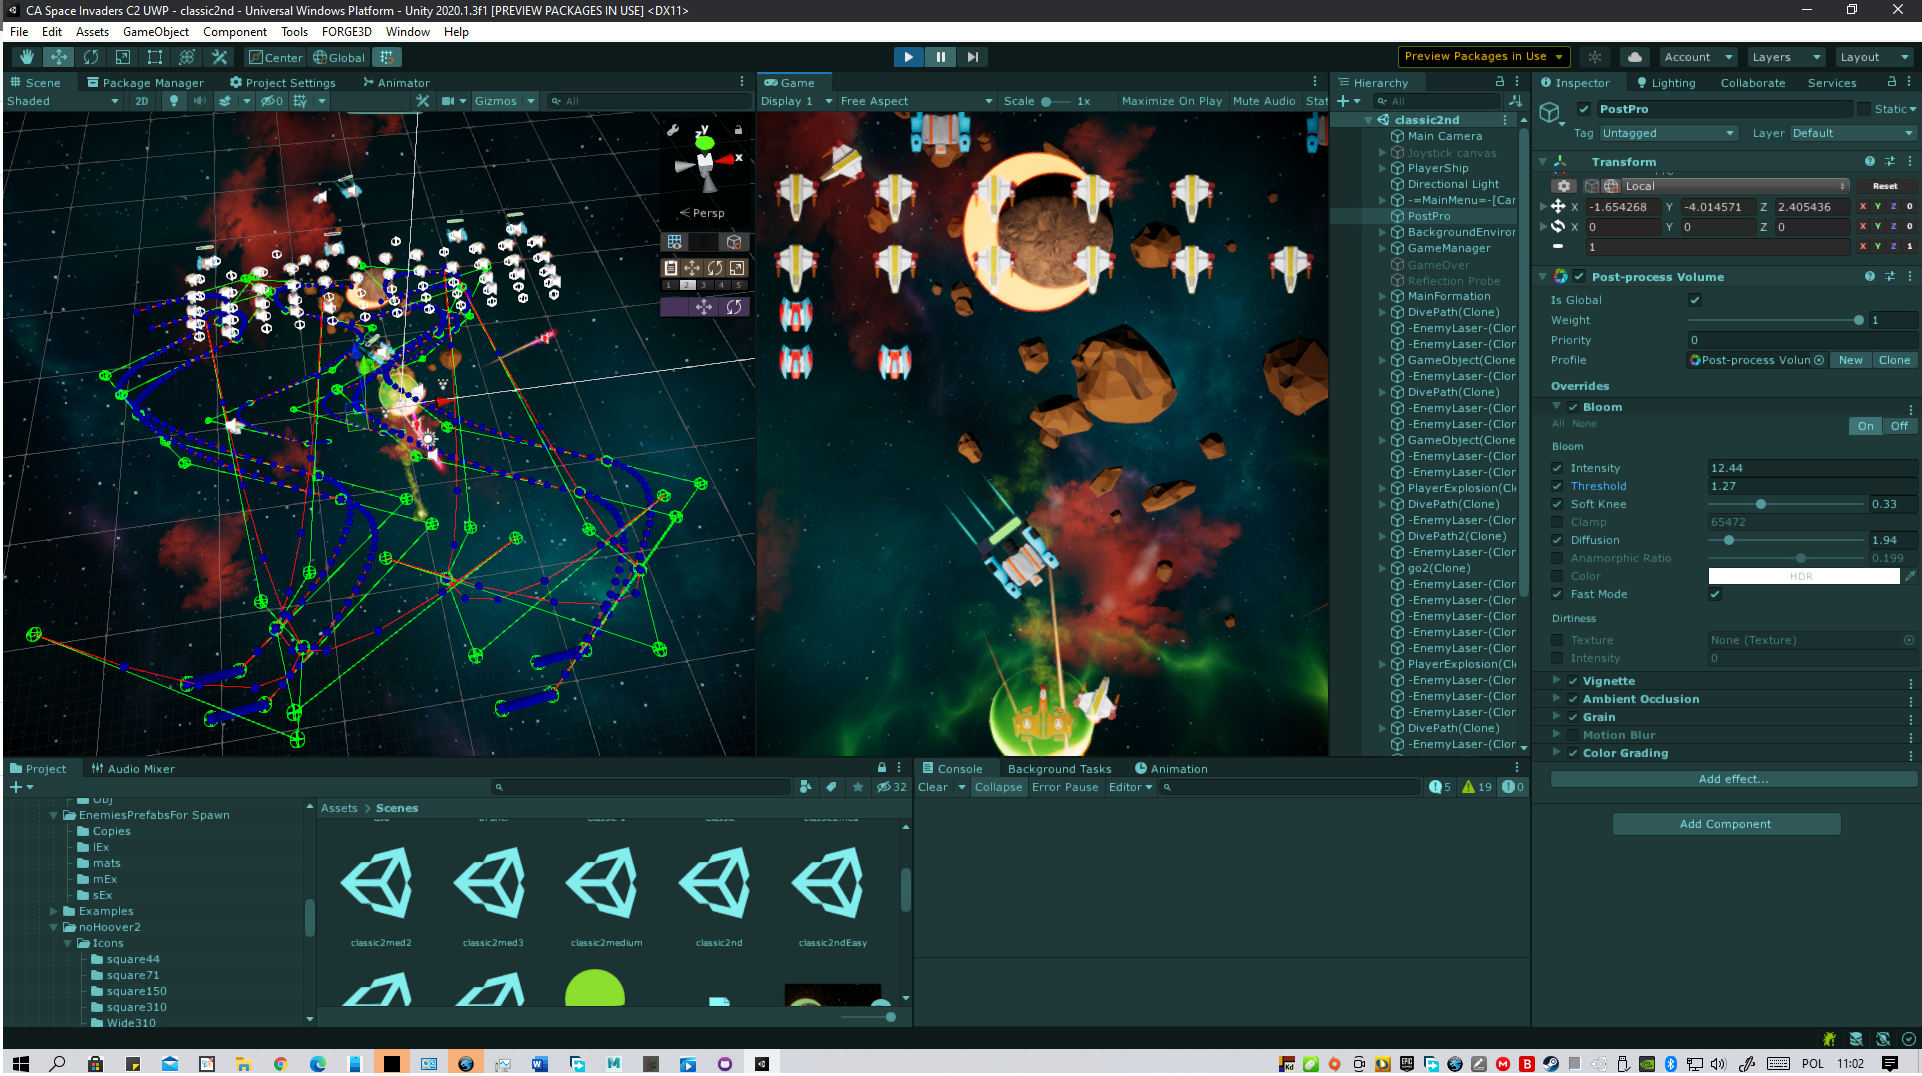 CA Space Invaders C2 UWP - classic2nd - Universal Windows Platform - Unity 2020.1.3f1 [PREVIEW PACKAGES IN USE] <DX11>
File Edit Assets GameObject Component Tools FORGE3D Window Help
Center Global Preview Packages in Use Account Layers Layout
Scene Package Manager Project Settings Animator
Shaded 2D 0 Gizmos All
y
x
Persp
1 2 3 4 5
Game
Display 1 Free Aspect Scale 1x Maximize On Play Mute Audio Stat
Hierarchy
All
classic2nd
Main Camera
Joystick canvas
PlayerShip
Directional Light
-=MainMenu=-[Car
PostPro
BackgroundEnviror
GameManager
GameOver
Reflection Probe
MainFormation
DivePath(Clone)
-EnemyLaser-(Clor
-EnemyLaser-(Clor
GameObject(Clone
-EnemyLaser-(Clor
DivePath(Clone)
-EnemyLaser-(Clor
-EnemyLaser-(Clor
GameObject(Clone
-EnemyLaser-(Clor
-EnemyLaser-(Clor
PlayerExplosion(Cl
DivePath(Clone)
-EnemyLaser-(Clor
DivePath2(Clone)
-EnemyLaser-(Clor
go2(Clone)
-EnemyLaser-(Clor
-EnemyLaser-(Clor
-EnemyLaser-(Clor
-EnemyLaser-(Clor
-EnemyLaser-(Clor
PlayerExplosion(Cl
-EnemyLaser-(Clor
-EnemyLaser-(Clor
-EnemyLaser-(Clor
DivePath(Clone)
-EnemyLaser-(Clor
Inspector Lighting Collaborate Services
PostPro Static
Tag Untagged Layer Default
Transform
Local Reset
X -1.654268 Y -4.014571 Z 2.405436 X Y Z 0
X 0 Y 0 Z 0 X Y Z 0
1 X Y Z 1
Post-process Volume
Is Global
Weight 1
Priority 0
Profile Post-process Volun New Clone
Overrides
Bloom
All None On Off
Bloom
Intensity 12.44
Threshold 1.27
Soft Knee 0.33
Clamp 65472
Diffusion 1.94
Anamorphic Ratio 0.199
Color HDR
Fast Mode
Dirtiness
Texture None (Texture)
Intensity 0
Vignette
Ambient Occlusion
Grain
Motion Blur
Color Grading
Add effect...
Add Component
Project Audio Mixer
32
Obj
EnemiesPrefabsFor Spawn
Copies
lEx
mats
mEx
sEx
Examples
noHoover2
Icons
square44
square71
square150
square310
Wide310
Assets > Scenes
classic2med2 classic2med3 classic2medium classic2nd classic2ndEasy
Console Background Tasks Animation
Clear Collapse Error Pause Editor 5 19 0
POL 11:02